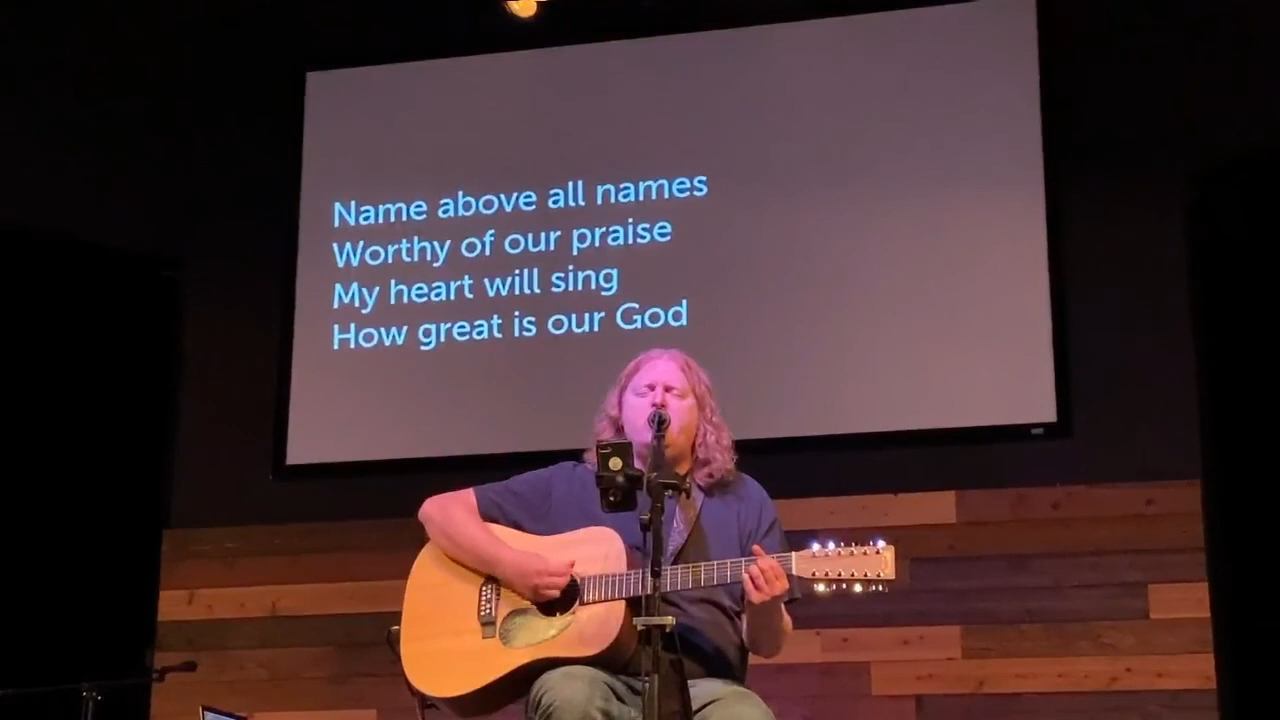 Name above all names
Worthy of our praise
My heart will sing
How great is our God